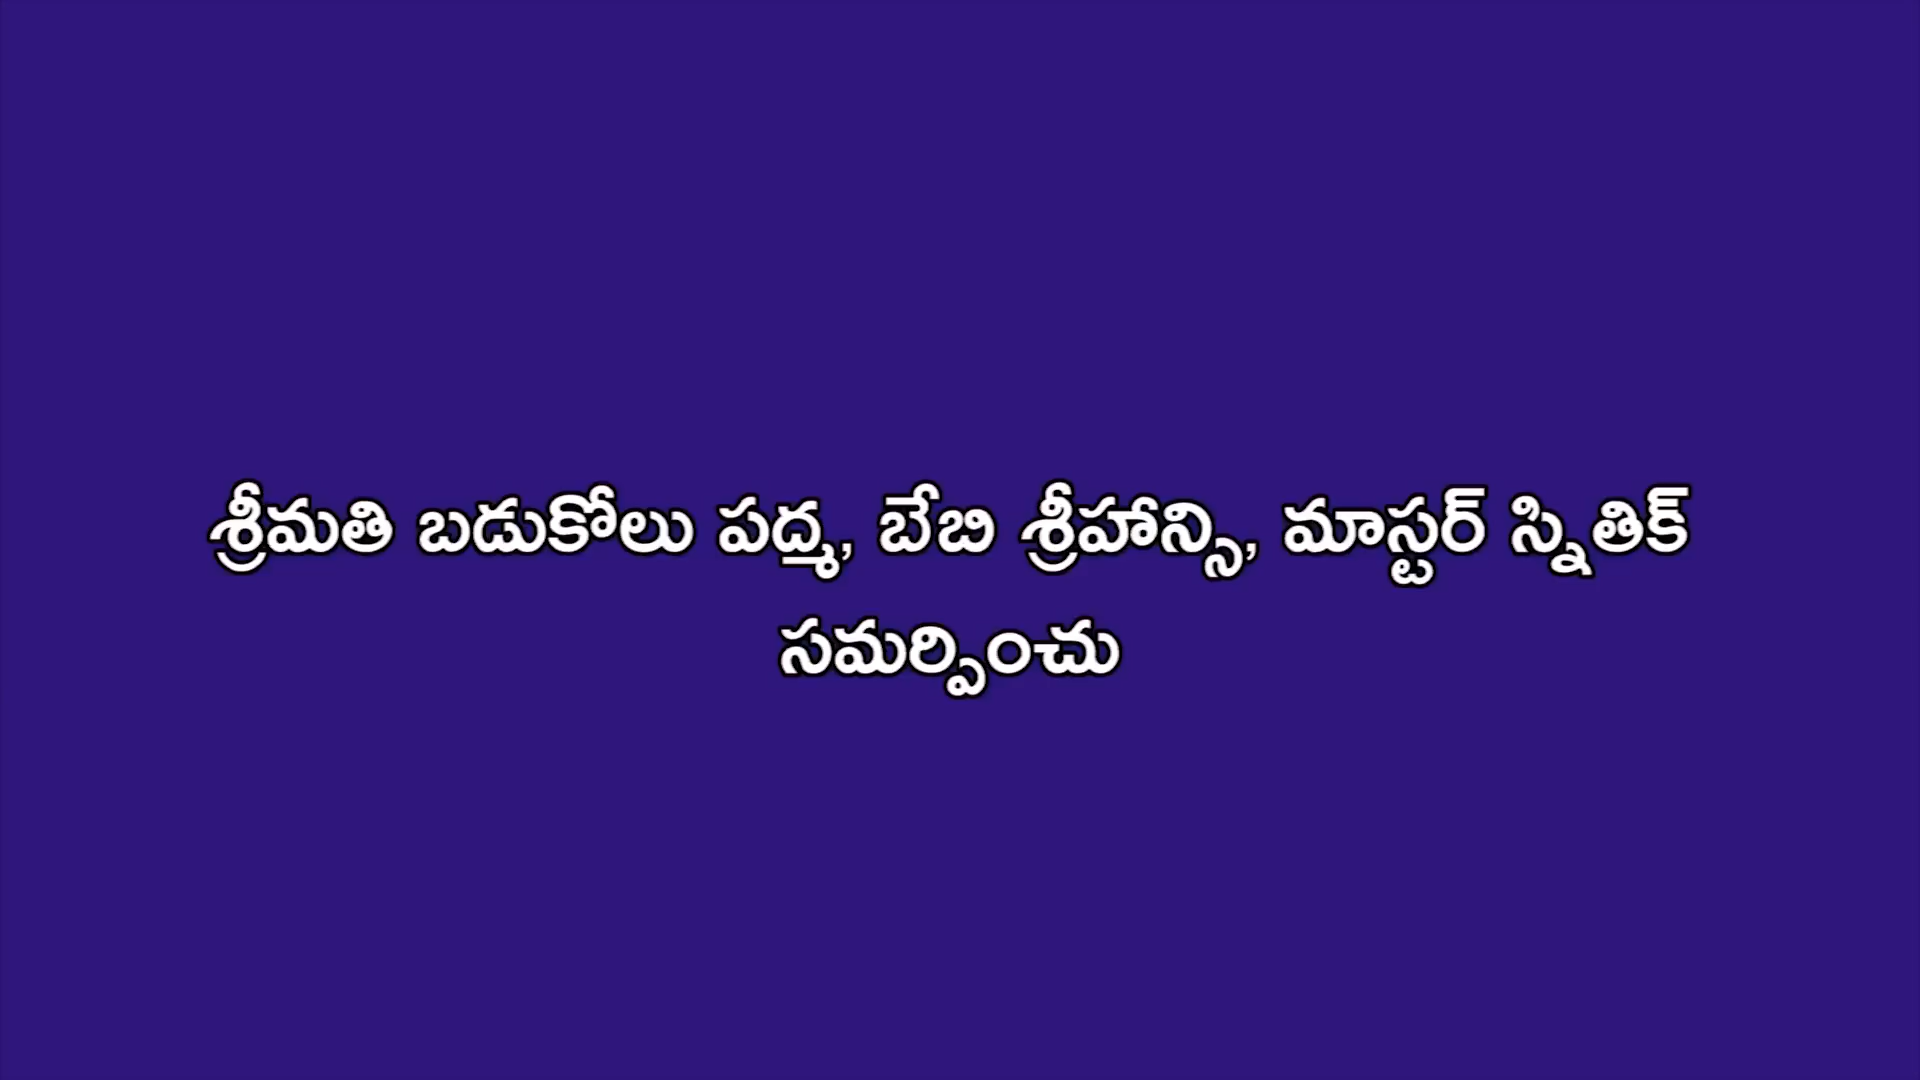 శ్రీమతి బడుకోలు పద్మ, బేబి శ్రీహాన్సి, మాస్టర్ స్నితిక్
సమర్పించు